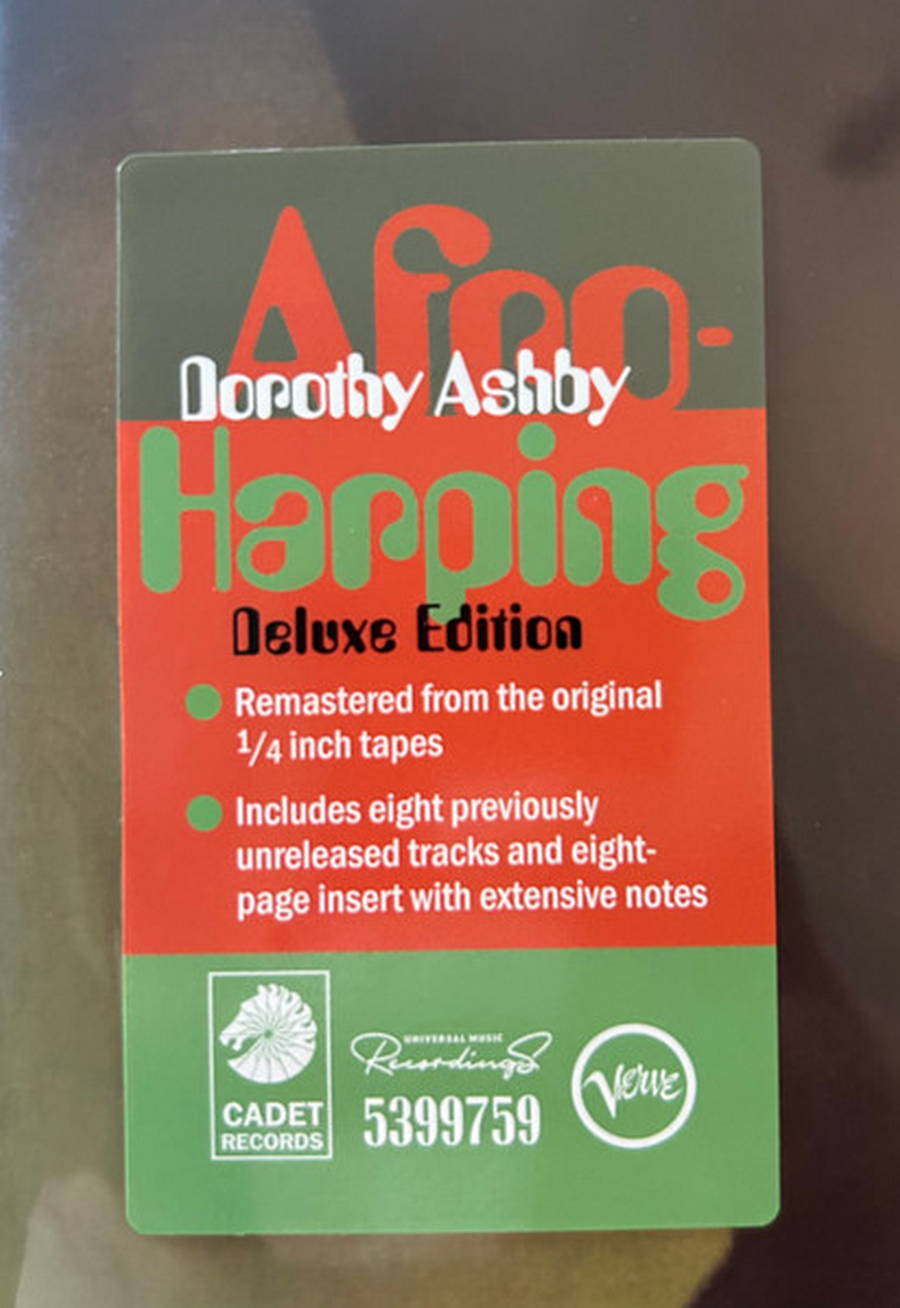 Afro-
Dorothy Ashby
Harping
Deluxe Edition
Remastered from the original
1/4 inch tapes
Includes eight previously
unreleased tracks and eight-
page insert with extensive notes
CADET
RECORDS
UNIVERSAL MUSIC
Recordings
5399759
Verve